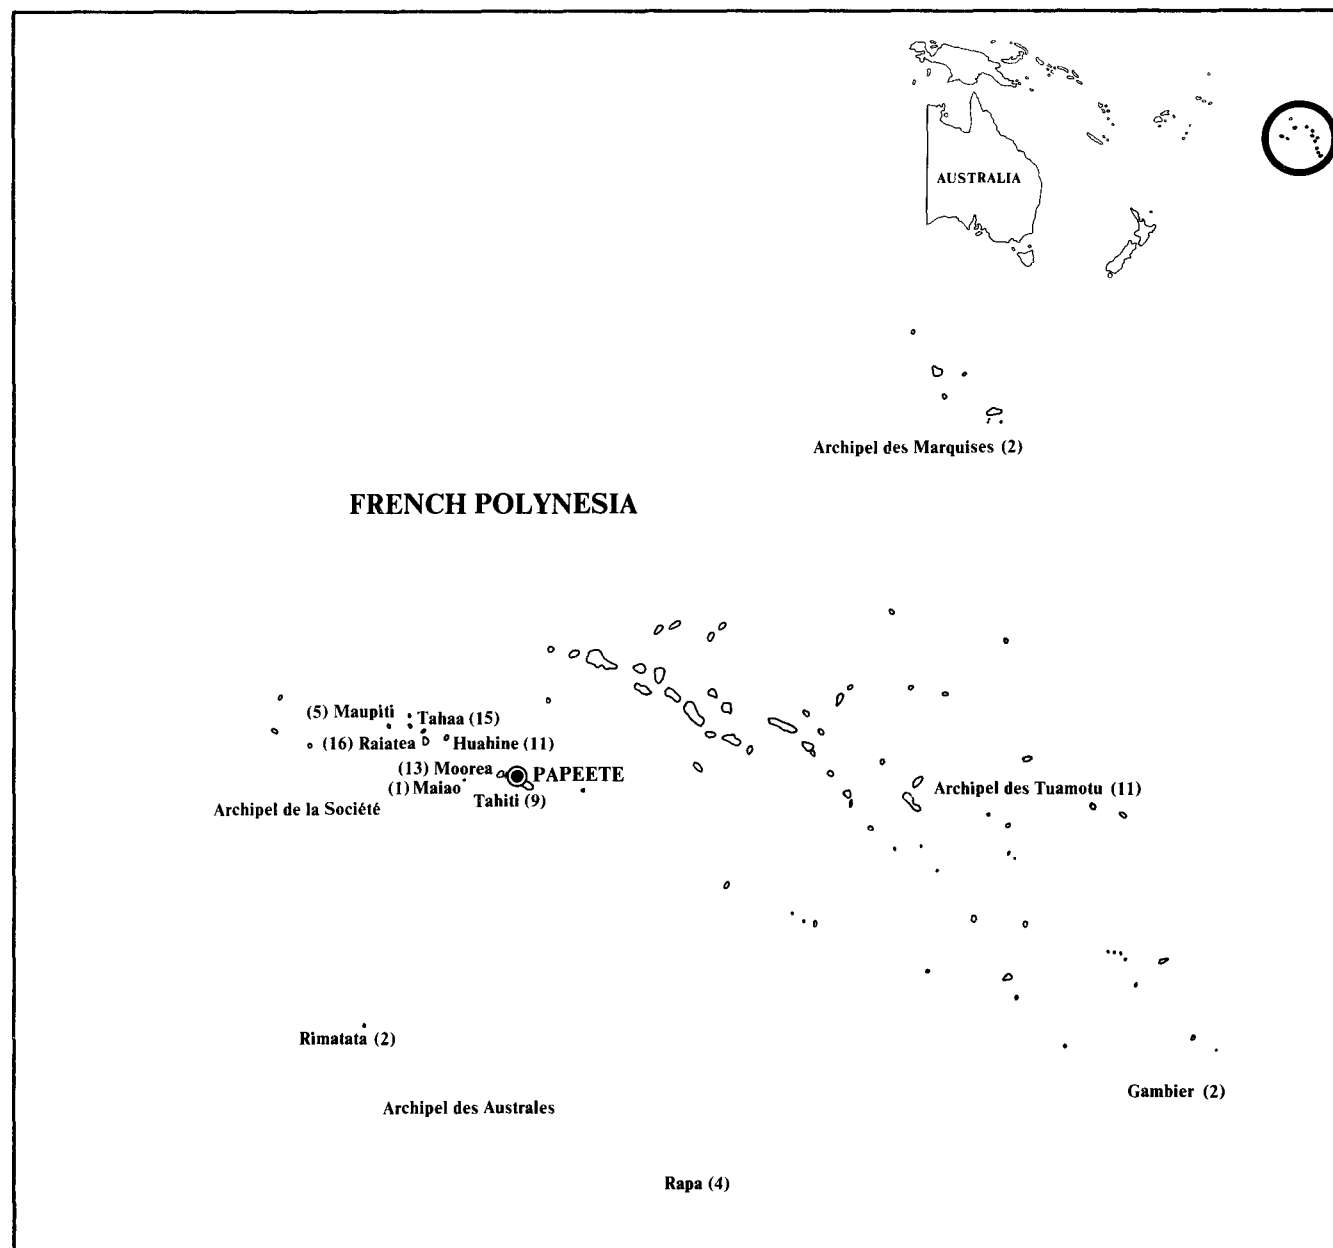 AUSTRALIA
Archipel des Marquises (2)
FRENCH POLYNESIA
(5) Maupiti
Tahaa (15)
(16) Raiatea
Huahine (11)
(13) Moorea
PAPEETE
(1) Maiao
Tahiti (9)
Archipel des Tuamotu (11)
Archipel de la Société
Rimatata (2)
Gambier (2)
Archipel des Australes
Rapa (4)